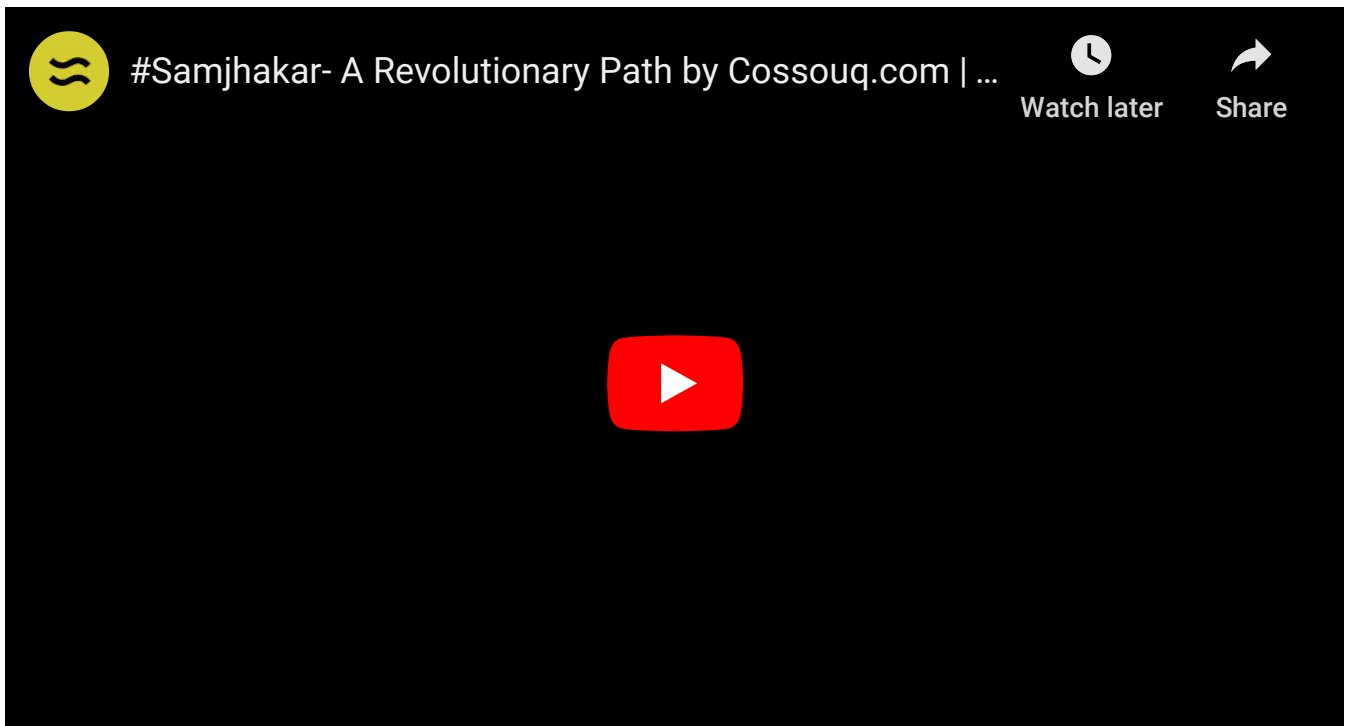 #Samjhakar- A Revolutionary Path by Cossouq.com | ...
Watch later
Share